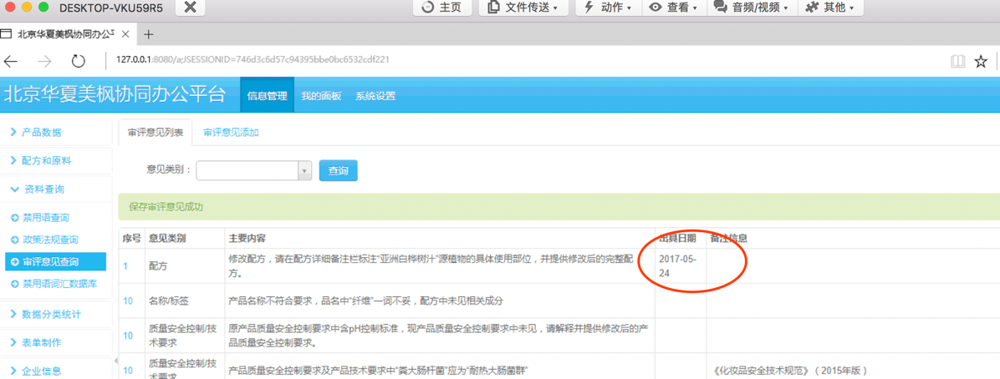 DESKTOP-VKU59R5
主页 文件传送 动作 查看 音频/视频 其他
北京华夏美枫协同办公平
127.0.0.1:8080/a;JSESSIONID=746d3c6d57c94395bbe0bc6532cdf221
北京华夏美枫协同办公平台 信息管理 我的面板 系统设置
产品数据
配方和原料
资料查询
禁用语查询
政策法规查询
审评意见查询
禁用语词汇数据库
数据分类统计
表单制作
企业信息
审评意见列表 审评意见添加
意见类别： 查询
保存审评意见成功
序号 意见类别 主要内容 出具日期 备注信息
1 配方 修改配方，请在配方详细备注栏标注“亚洲白桦树汁”源植物的具体使用部位，并提供修改后的完整配
方。 2017-05-
24
10 名称/标签 产品名称不符合要求，品名中“纤维”一词不妥，配方中未见相关成分
10 质量安全控制/技
术要求 原产品质量安全控制要求中含pH控制标准，现产品质量安全控制要求中未见，请解释并提供修改后的产
品质量安全控制要求。
10 质量安全控制/技
术要求 产品质量安全控制要求及产品技术要求中“粪大肠杆菌”应为“耐热大肠菌群” 《化妆品安全技术规范》（2015年版）